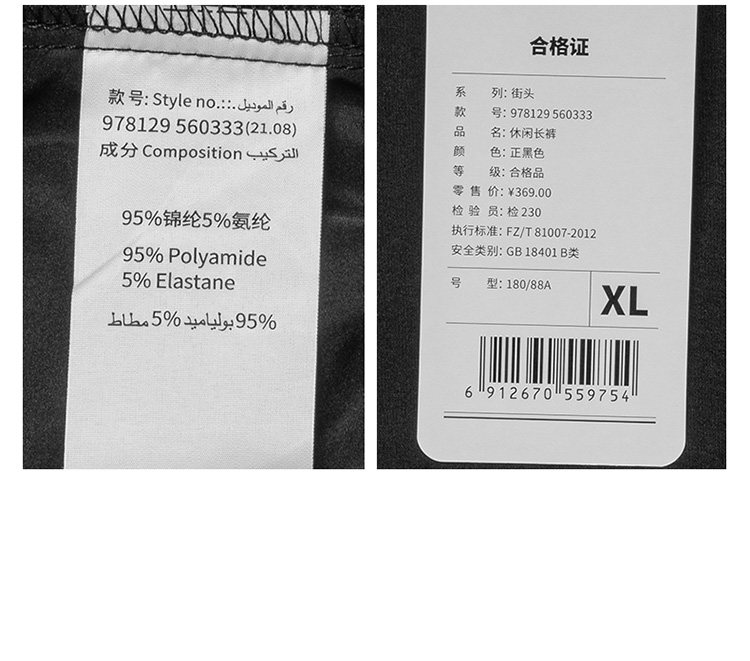 款号: Style no.::. رقم الموديل
978129 560333(21.08)
成分 Composition التركيب
95%锦纶5%氨纶
95% Polyamide
5% Elastane
95%بولياميد 5% مطاط
合格证
系 列: 街头
款 号: 978129 560333
品 名: 休闲长裤
颜 色: 正黑色
等 级: 合格品
零 售 价: ¥369.00
检 验 员: 检 230
执行标准: FZ/T 81007-2012
安全类别: GB 18401 B类
号 型: 180/88A
XL
6 912670 559754